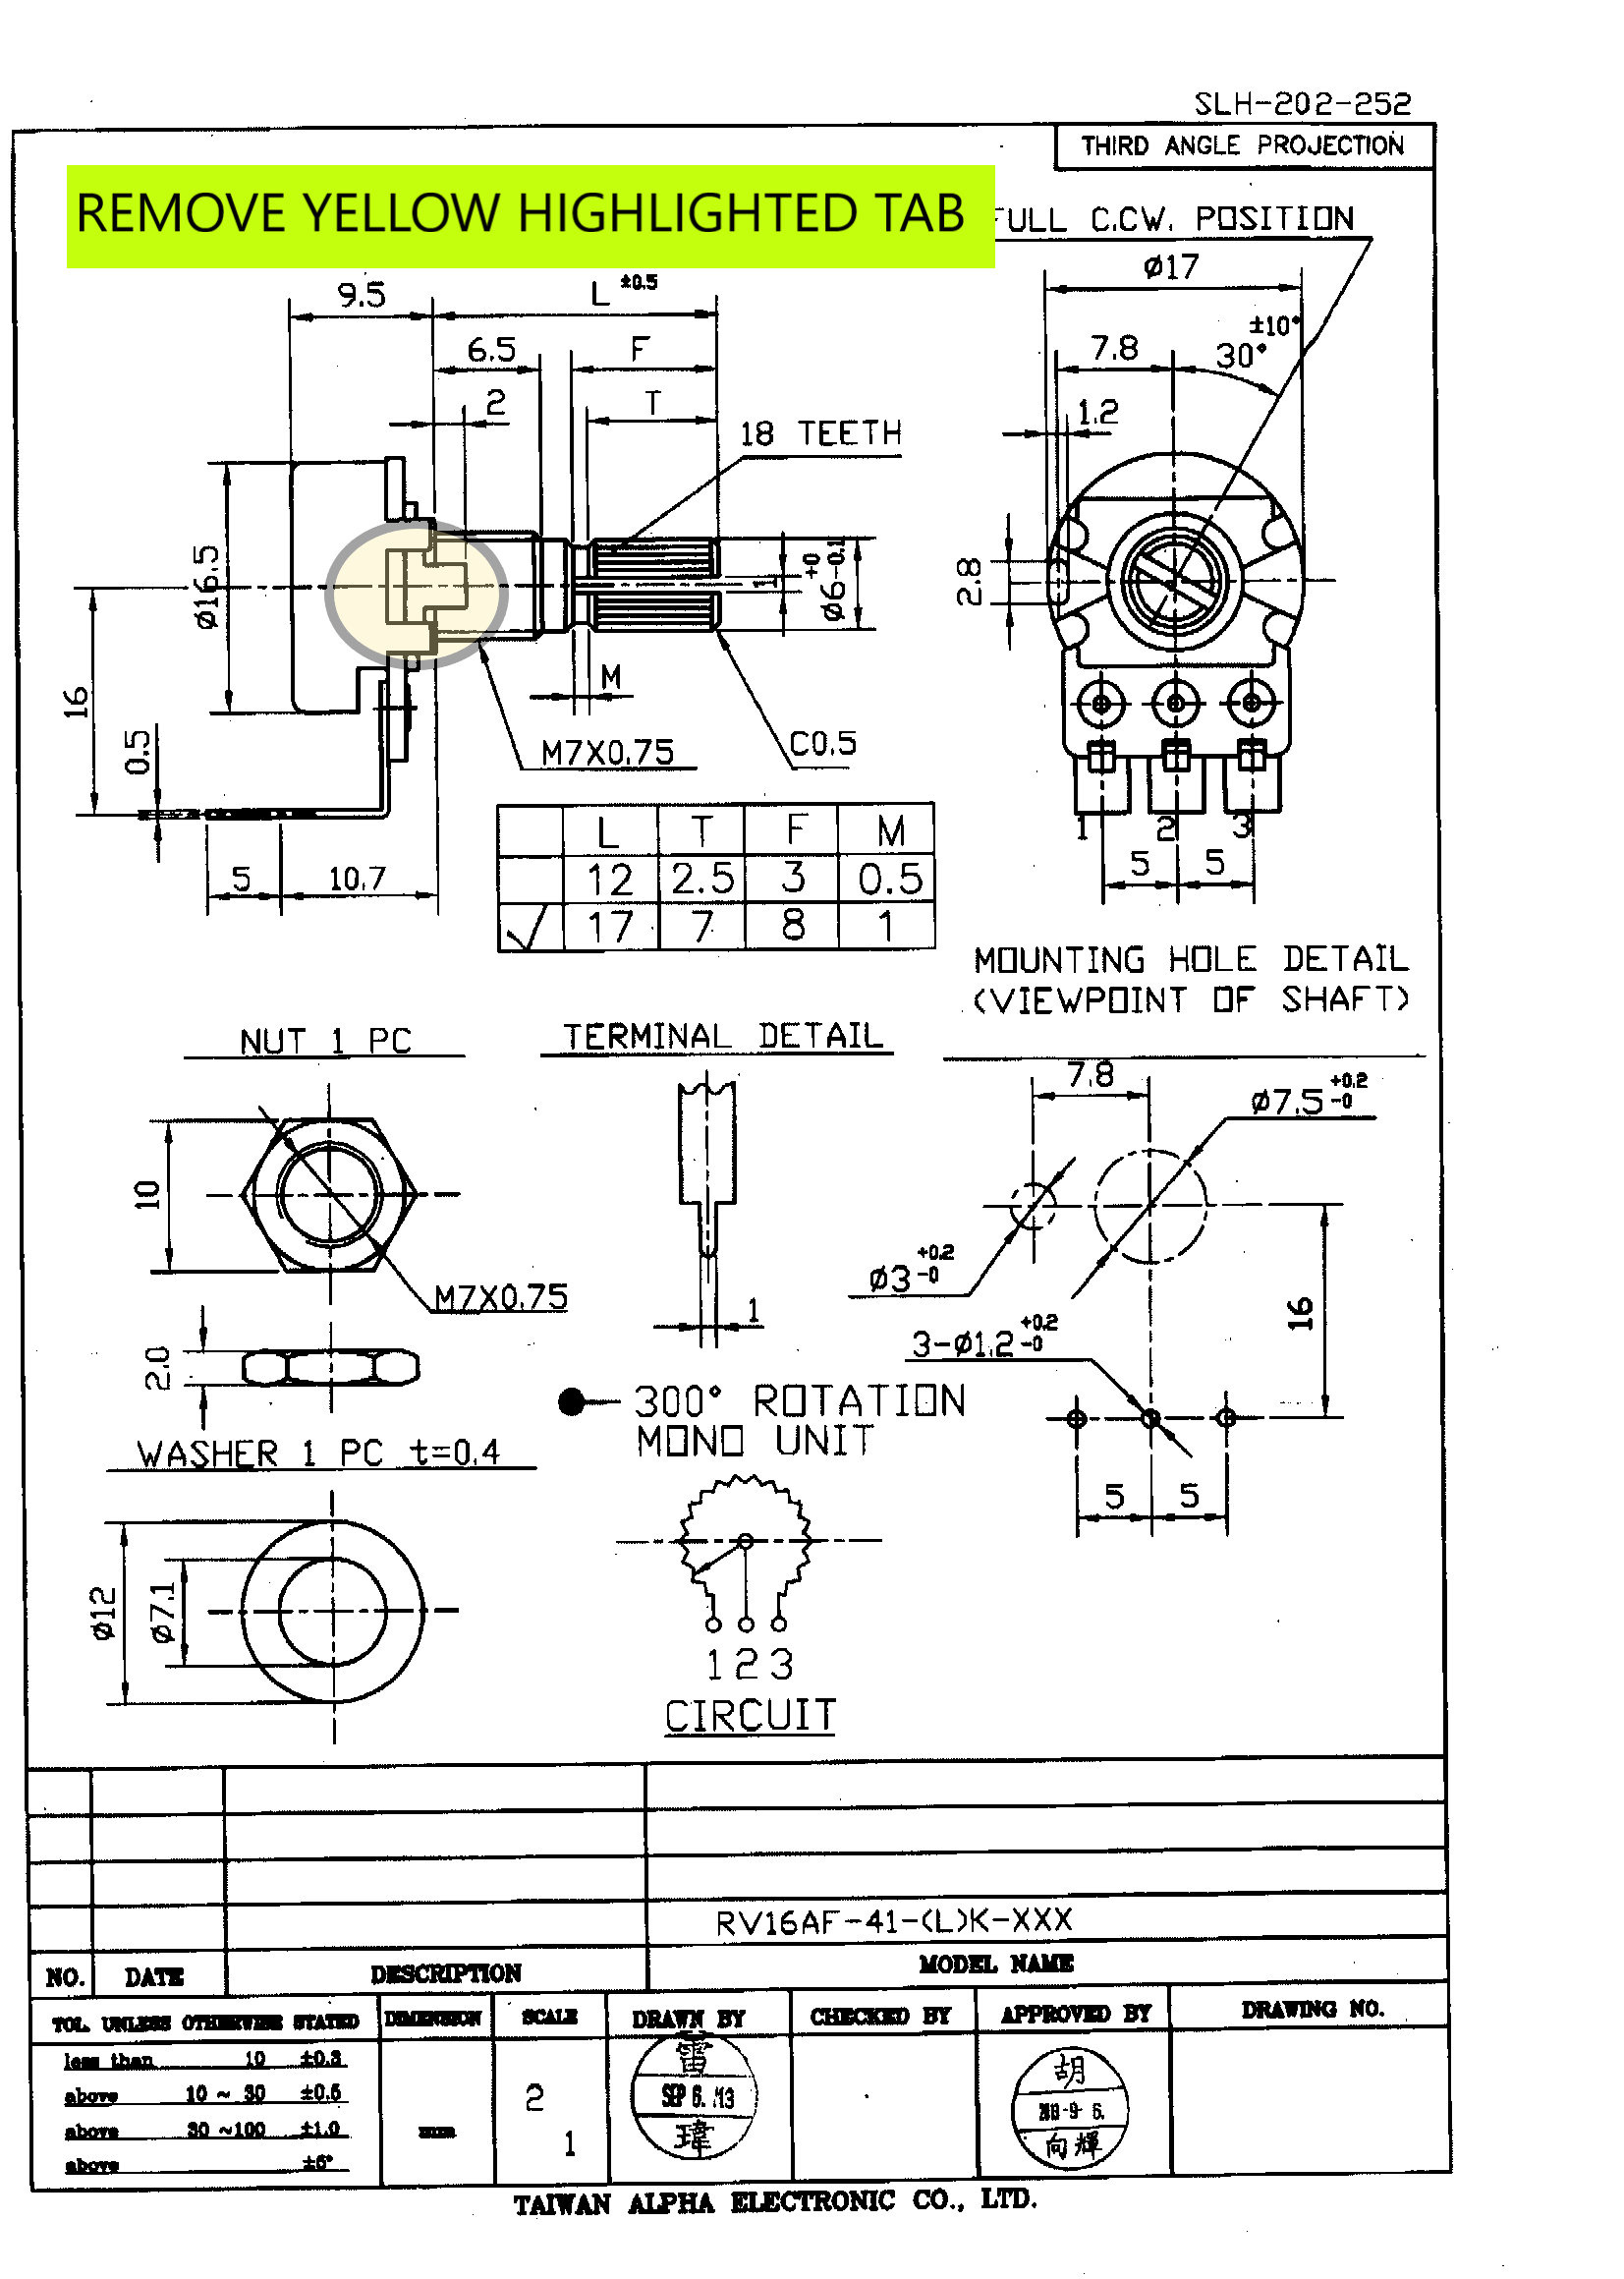 SLH-202-252
THIRD ANGLE PROJECTION
REMOVE YELLOW HIGHLIGHTED TAB
FULL C.CW. POSITION
9.5
L ±0.5
Ø17
±10°
6.5
F
7.8
30°
2
T
1.2
18 TEETH
Ø16.5
1
Ø6 +0 -0.1
2.8
16
M
0.5
M7X0.75
C0.5
1 2 3
5 10.7
5 5
L T F M
12 2.5 3 0.5
✓ 17 7 8 1
MOUNTING HOLE DETAIL
(VIEWPOINT OF SHAFT)
NUT 1 PC
TERMINAL DETAIL
7.8
Ø7.5 +0.2 -0
10
Ø3 +0.2 -0
M7X0.75
1
16
3-Ø1.2 +0.2 -0
2.0
300° ROTATION
MONO UNIT
WASHER 1 PC t=0.4
5 5
Ø12
Ø7.1
1 2 3
CIRCUIT
RV16AF-41-(L)K-XXX
NO. DATE DESCRIPTION MODEL NAME
TOL. UNLESS OTHERWISE STATED DIMENSION SCALE DRAWN BY CHECKED BY APPROVED BY DRAWING NO.
less than 10 ±0.3
above 10 ~ 30 ±0.5
above 30 ~100 ±1.0
above ±5°
mm
2
1
雷
SEP 6. '13
瑋
胡
9- 6.
向輝
TAIWAN ALPHA ELECTRONIC CO., LTD.